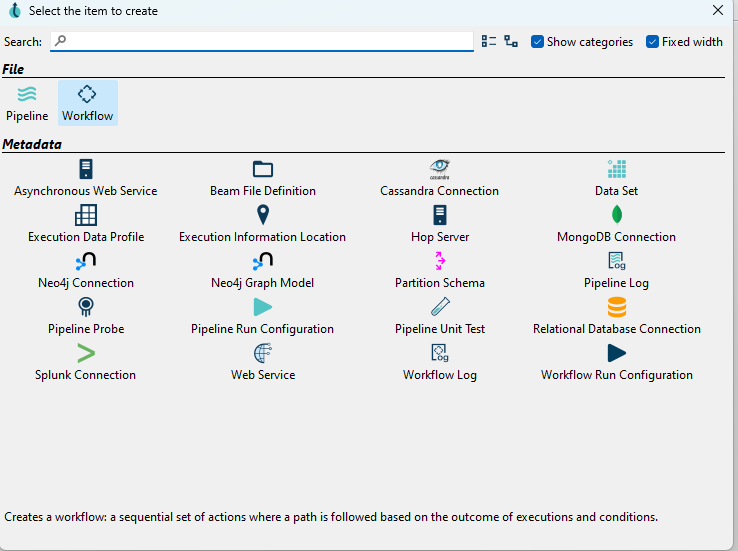 Select the item to create
Search: Show categories Fixed width
File
Pipeline Workflow
Metadata
Asynchronous Web Service Beam File Definition Cassandra Connection Data Set
Execution Data Profile Execution Information Location Hop Server MongoDB Connection
Neo4j Connection Neo4j Graph Model Partition Schema Pipeline Log
Pipeline Probe Pipeline Run Configuration Pipeline Unit Test Relational Database Connection
Splunk Connection Web Service Workflow Log Workflow Run Configuration
Creates a workflow: a sequential set of actions where a path is followed based on the outcome of executions and conditions.